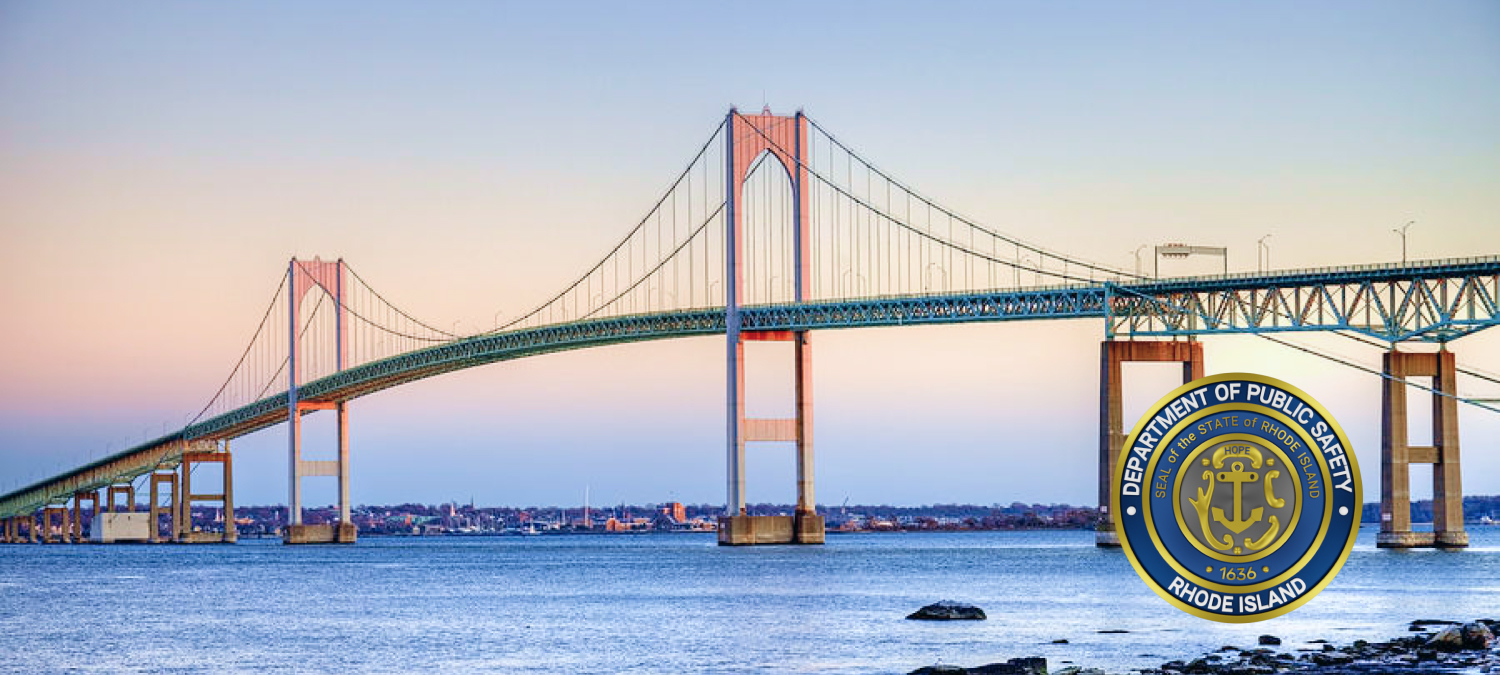 DEPARTMENT OF PUBLIC SAFETY
SEAL of the STATE of RHODE ISLAND
HOPE
• 1636 •
RHODE ISLAND